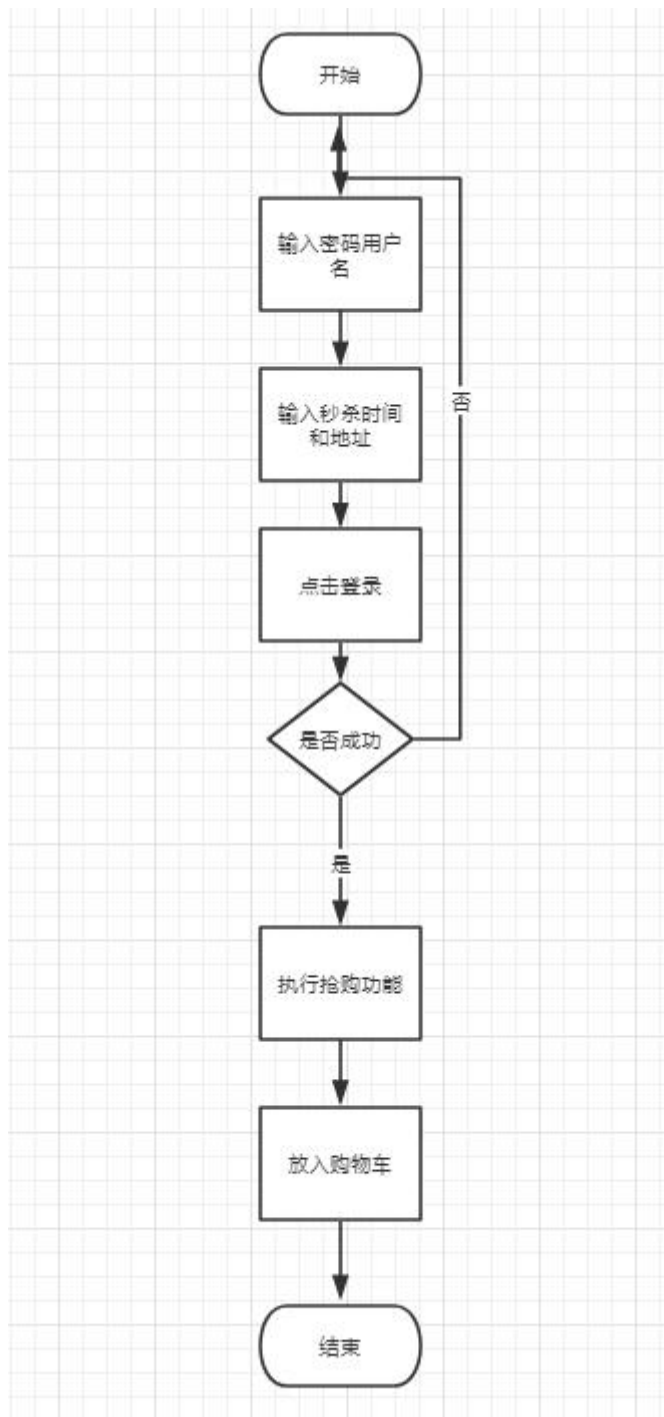 开始
输入密码用户
名
输入秒杀时间
和地址
否
点击登录
是否成功
是
执行抢购功能
放入购物车
结束